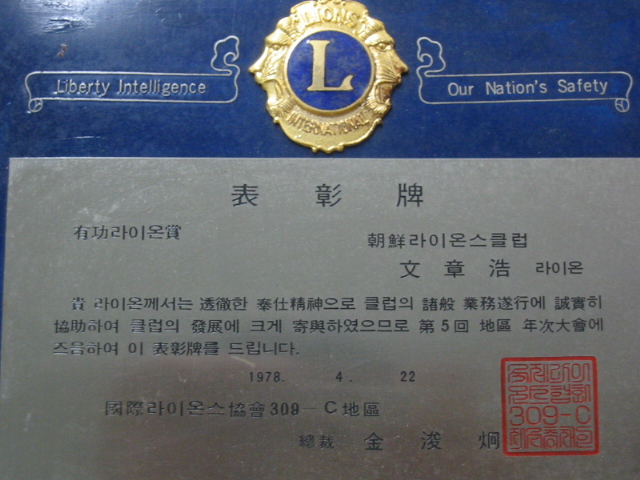 LIONS
L
INTERNATIONAL
Liberty Intelligence
Our Nation's Safety
表彰牌
有功라이온賞
朝鮮라이온스클럽
文章浩 라이온
貴 라이온께서는 透徹한 奉仕精神으로 클럽의 諸般 業務遂行에 誠實히
協助하여 클럽의 發展에 크게 寄與하였으므로 第5回 地區 年次大會에
즈음하여 이 表彰牌를 드립니다.
1978. 4. 22
國際라이온스協會 309-C 地區
總裁 金浚炯
309-C